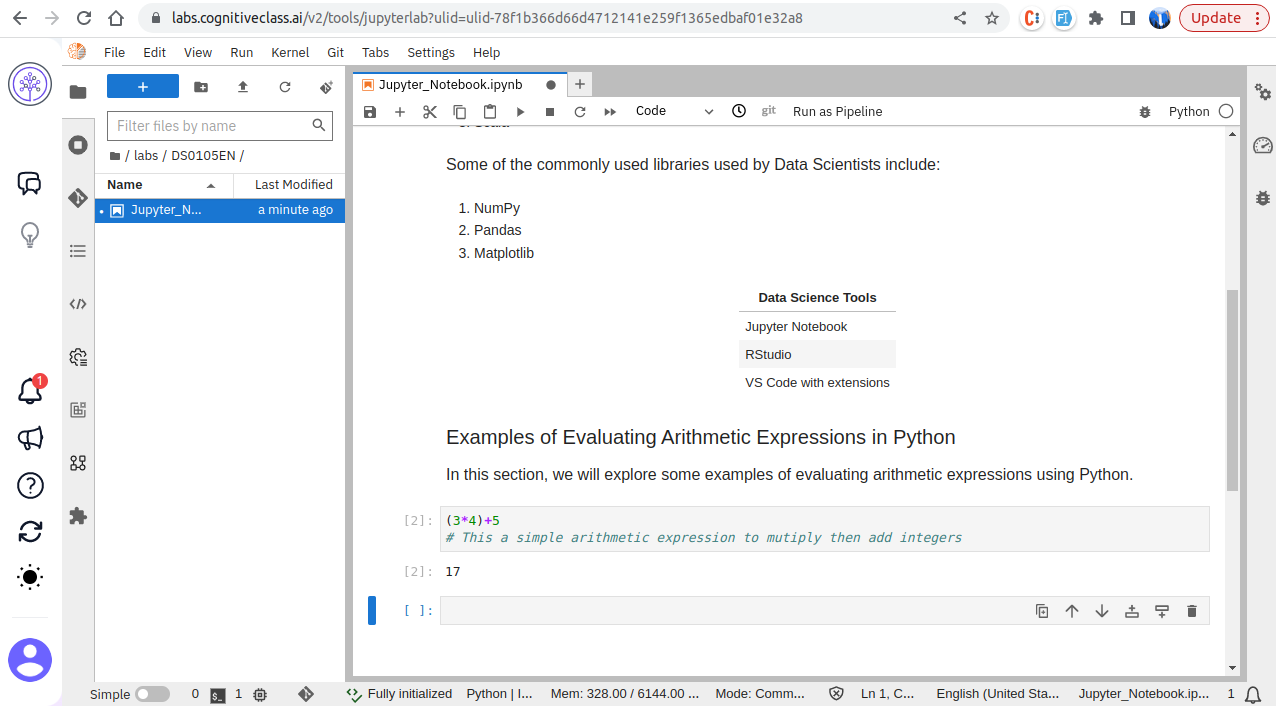 labs.cognitiveclass.ai/v2/tools/jupyterlab?ulid=ulid-78f1b366d66d4712141e259f1365edbaf01e32a8
Update
File Edit View Run Kernel Git Tabs Settings Help
Jupyter_Notebook.ipynb
Filter files by name
Code
git
Run as Pipeline
Python
/ labs / DS0105EN /
Name
Last Modified
Jupyter_N...
a minute ago
Some of the commonly used libraries used by Data Scientists include:
1. NumPy
2. Pandas
3. Matplotlib
Data Science Tools
Jupyter Notebook
RStudio
VS Code with extensions
Examples of Evaluating Arithmetic Expressions in Python
In this section, we will explore some examples of evaluating arithmetic expressions using Python.
[2]: (3*4)+5
# This a simple arithmetic expression to mutiply then add integers
[2]: 17
[ ]:
1
Simple 0 1 Fully initialized Python | I... Mem: 328.00 / 6144.00 ... Mode: Comm... Ln 1, C... English (United Sta... Jupyter_Notebook.ip... 1